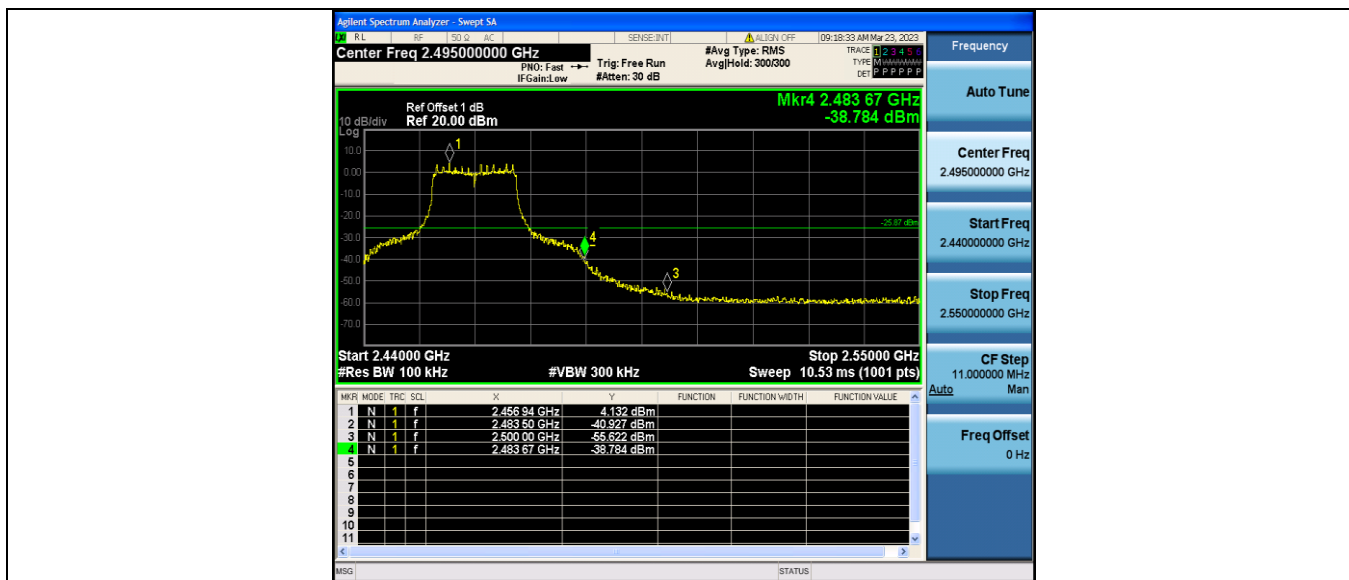 Agilent Spectrum Analyzer - Swept SA
RL RF 50 Ω AC SENSE:INT ALIGN OFF 09:18:33 AM Mar 23, 2023
Center Freq 2.495000000 GHz
PNO: Fast
IFGain:Low
Trig: Free Run
#Atten: 30 dB
#Avg Type: RMS
Avg|Hold: 300/300
TRACE 1 2 3 4 5 6
TYPE M
DET P P P P P P
Mkr4 2.483 67 GHz
-38.784 dBm
Ref Offset 1 dB
10 dB/div Ref 20.00 dBm
Log
10.0
0.00
-10.0
-20.0
-30.0
-40.0
-50.0
-60.0
-70.0
1
4
3
-25.87 dBm
Start 2.44000 GHz Stop 2.55000 GHz
#Res BW 100 kHz #VBW 300 kHz Sweep 10.53 ms (1001 pts)
MKR MODE TRC SCL X Y FUNCTION FUNCTION WIDTH FUNCTION VALUE
1 N 1 f 2.456 94 GHz 4.132 dBm
2 N 1 f 2.483 50 GHz -40.927 dBm
3 N 1 f 2.500 00 GHz -55.622 dBm
4 N 1 f 2.483 67 GHz -38.784 dBm
5
6
7
8
9
10
11
MSG STATUS
Frequency
Auto Tune
Center Freq
2.495000000 GHz
Start Freq
2.440000000 GHz
Stop Freq
2.550000000 GHz
CF Step
11.000000 MHz
Auto Man
Freq Offset
0 Hz